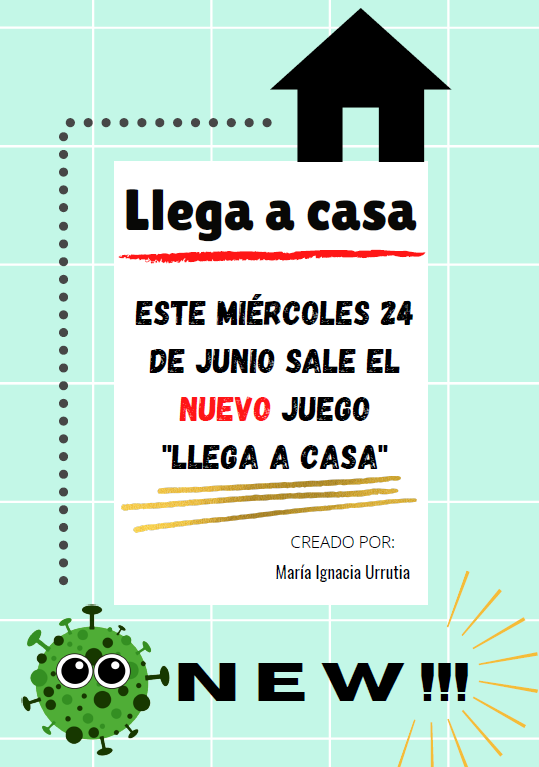 Llega a casa
ESTE MIÉRCOLES 24
DE JUNIO SALE EL
NUEVO JUEGO
"LLEGA A CASA"
CREADO POR:
María Ignacia Urrutia
NEW!!!